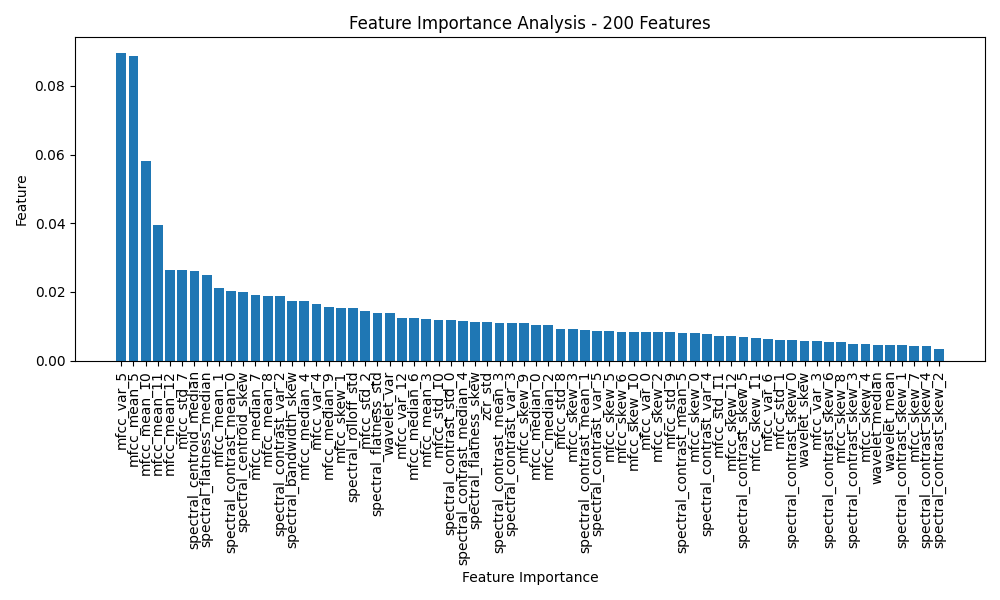 Feature Importance Analysis - 200 Features
Feature
0.08
0.06
0.04
0.02
0.00
mfcc_var_5
mfcc_mean_5
mfcc_mean_10
mfcc_mean_11
mfcc_mean_12
mfcc_std_7
spectral_centroid_median
spectral_flatness_median
mfcc_mean_1
spectral_contrast_mean_0
spectral_centroid_skew
mfcc_median_7
mfcc_mean_8
spectral_contrast_var_2
spectral_bandwidth_skew
mfcc_median_4
mfcc_var_4
mfcc_median_9
mfcc_skew_1
spectral_rolloff_std
mfcc_std_2
spectral_flatness_std
wavelet_var
mfcc_var_12
mfcc_median_6
mfcc_mean_3
mfcc_std_10
spectral_contrast_std_0
spectral_contrast_median_4
spectral_flatness_skew
zcr_std
spectral_contrast_mean_3
spectral_contrast_var_3
mfcc_skew_9
mfcc_median_0
mfcc_median_2
mfcc_std_8
mfcc_skew_3
spectral_contrast_mean_1
spectral_contrast_var_5
mfcc_skew_5
mfcc_skew_6
mfcc_skew_10
mfcc_var_0
mfcc_skew_2
mfcc_std_9
spectral_contrast_mean_5
mfcc_skew_0
spectral_contrast_var_4
mfcc_std_11
mfcc_skew_12
spectral_contrast_skew_5
mfcc_skew_11
mfcc_var_6
mfcc_std_1
spectral_contrast_skew_0
wavelet_skew
mfcc_var_3
spectral_contrast_skew_6
mfcc_skew_8
spectral_contrast_skew_3
mfcc_skew_4
wavelet_median
wavelet_mean
spectral_contrast_skew_1
mfcc_skew_7
spectral_contrast_skew_4
spectral_contrast_skew_2
Feature Importance